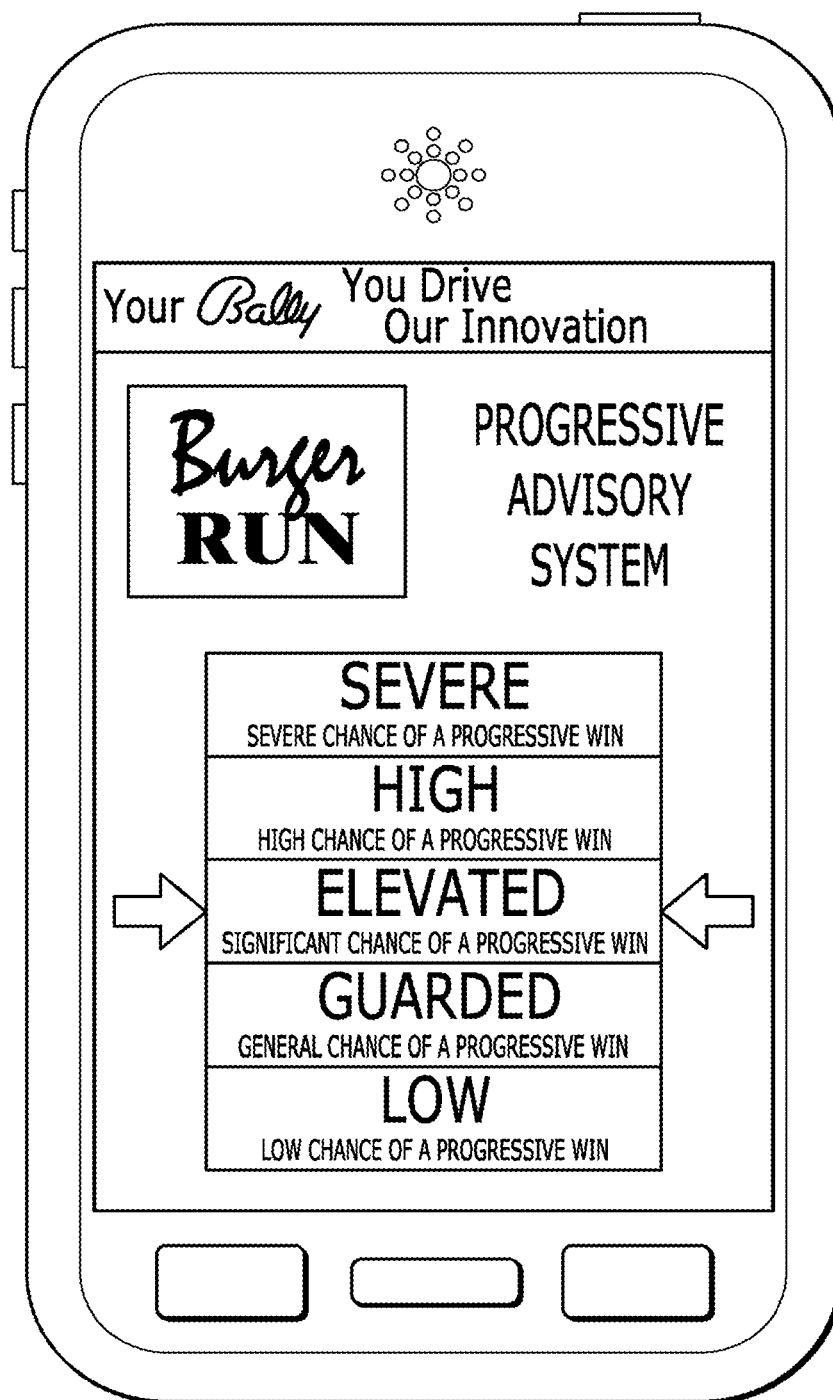 Your Bally You Drive
Our Innovation
Burger
RUN
PROGRESSIVE
ADVISORY
SYSTEM
SEVERE
SEVERE CHANCE OF A PROGRESSIVE WIN
HIGH
HIGH CHANCE OF A PROGRESSIVE WIN
ELEVATED
SIGNIFICANT CHANCE OF A PROGRESSIVE WIN
GUARDED
GENERAL CHANCE OF A PROGRESSIVE WIN
LOW
LOW CHANCE OF A PROGRESSIVE WIN